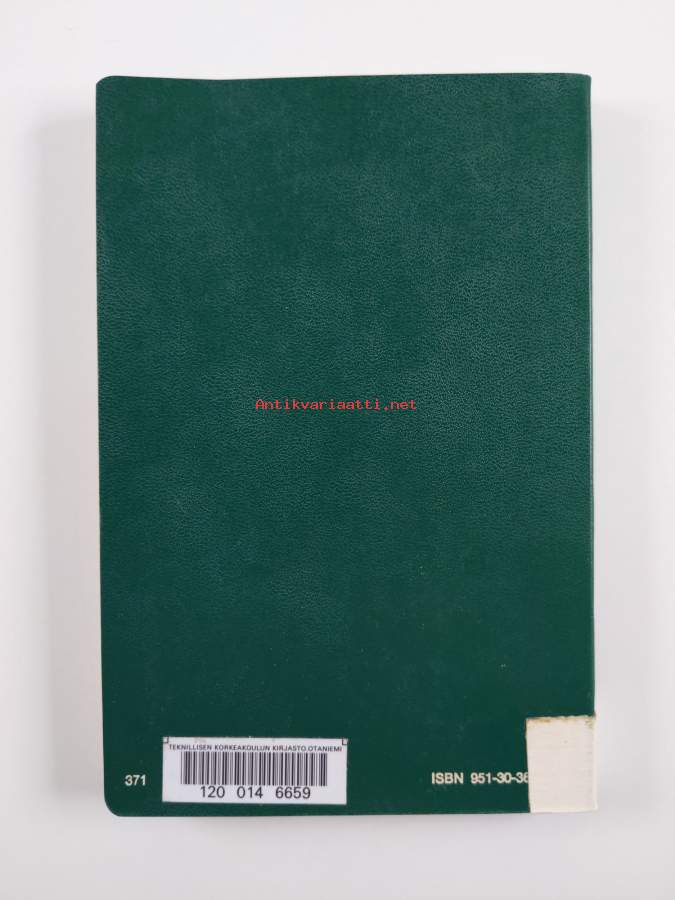 Antikvariaatti.net
TEKNILLISEN KORKEAKOULUN KIRJASTO.OTANIEMI
371
120 014 6659
ISBN 951-30-36